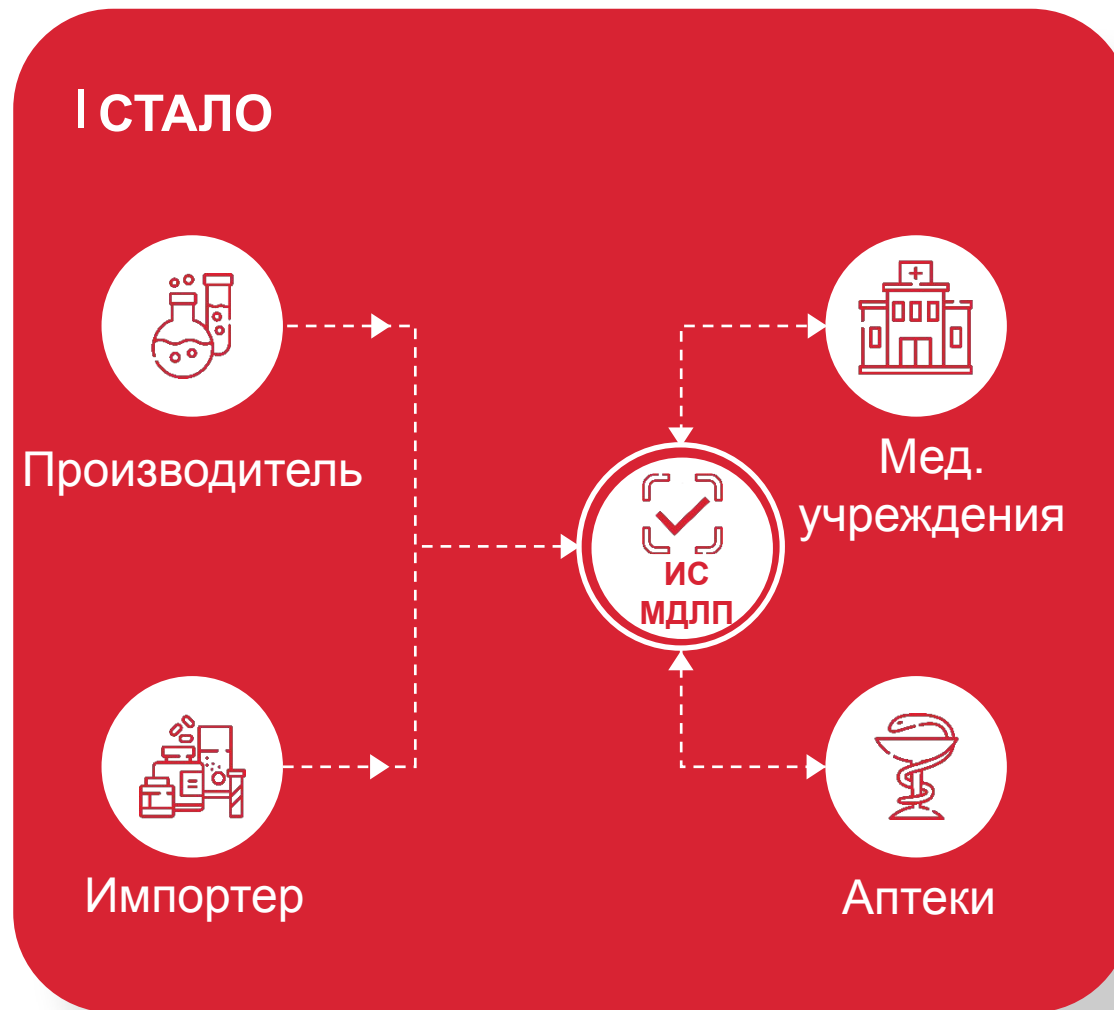 СТАЛО
Производитель
Мед.
учреждения
ИС
МДЛП
Импортер
Аптеки